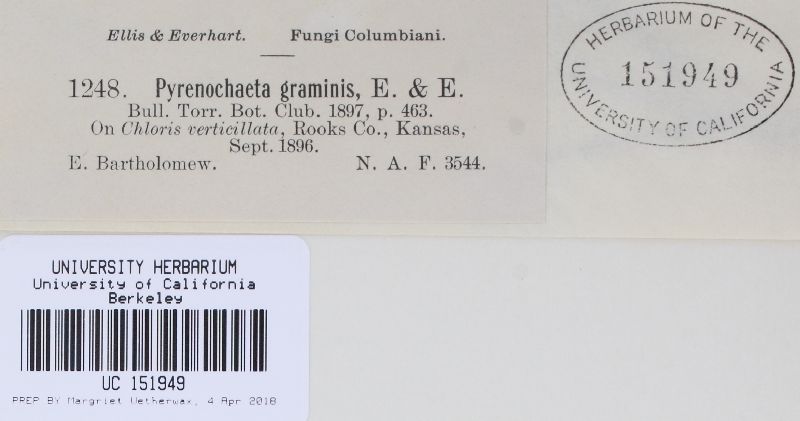 Ellis & Everhart. Fungi Columbiani.
1248. Pyrenochaeta graminis, E. & E.
Bull. Torr. Bot. Club. 1897, p. 463.
On Chloris verticillata, Rooks Co., Kansas,
Sept. 1896.
E. Bartholomew. N. A. F. 3544.
HERBARIUM OF THE
151949
UNIVERSITY OF CALIFORNIA
UNIVERSITY HERBARIUM
University of California
Berkeley
UC 151949
PREP BY Margriet Wetherwax, 4 Apr 2018